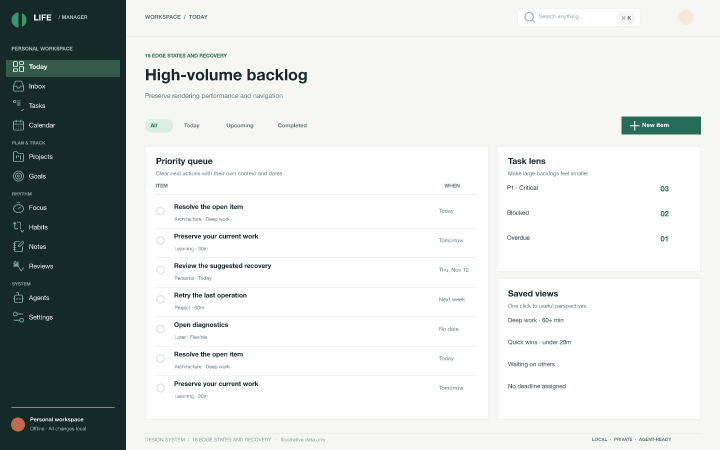 LIFE / MANAGER
PERSONAL WORKSPACE
Today
Inbox
Tasks
Calendar
PLAN & TRACK
Projects
Goals
RHYTHM
Focus
Habits
Notes
Reviews
SYSTEM
Agents
Settings
Personal workspace
Offline · All changes local
WORKSPACE / TODAY
Search anything...
⌘ K
18 EDGE STATES AND RECOVERY
High-volume backlog
Preserve rendering performance and navigation
All Today Upcoming Completed
New item
Priority queue
Clear next actions with their own context and dates
ITEM WHEN
Resolve the open item
Architecture · Deep work
Today
Preserve your current work
Learning · 30m
Tomorrow
Review the suggested recovery
Personal · Today
Thu, Nov 12
Retry the last operation
Project · 60m
Next week
Open diagnostics
Later · Flexible
No date
Resolve the open item
Architecture · Deep work
Today
Preserve your current work
Learning · 30m
Tomorrow
Task lens
Make large backlogs feel smaller
P1 · Critical 03
Blocked 02
Overdue 01
Saved views
One click to useful perspectives
Deep work · 60+ min
Quick wins · under 20m
Waiting on others
No deadline assigned
DESIGN SYSTEM / 18 EDGE STATES AND RECOVERY · Illustrative data only
LOCAL · PRIVATE · AGENT-READY